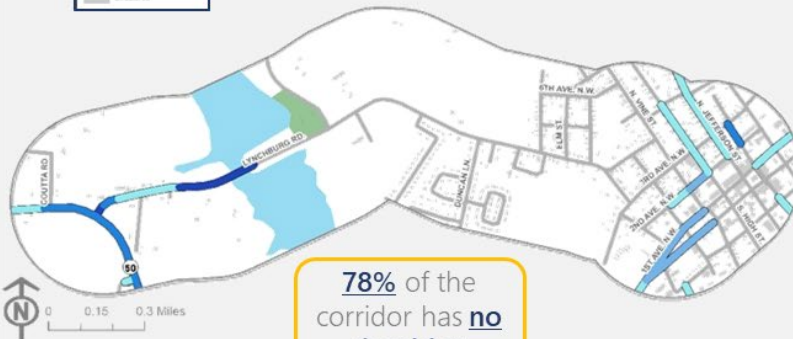 6TH AVE. N.W.
N. VINE ST.
N. JEFFERSON ST.
ELM ST.
LYNCHBURG RD
3RD AVE. N.W.
COUTTA RD
DUNCAN LN.
2ND AVE. N.W.
S. HIGH ST.
1ST AVE. N.W.
50
N
0 0.15 0.3 Miles
78% of the
corridor has no